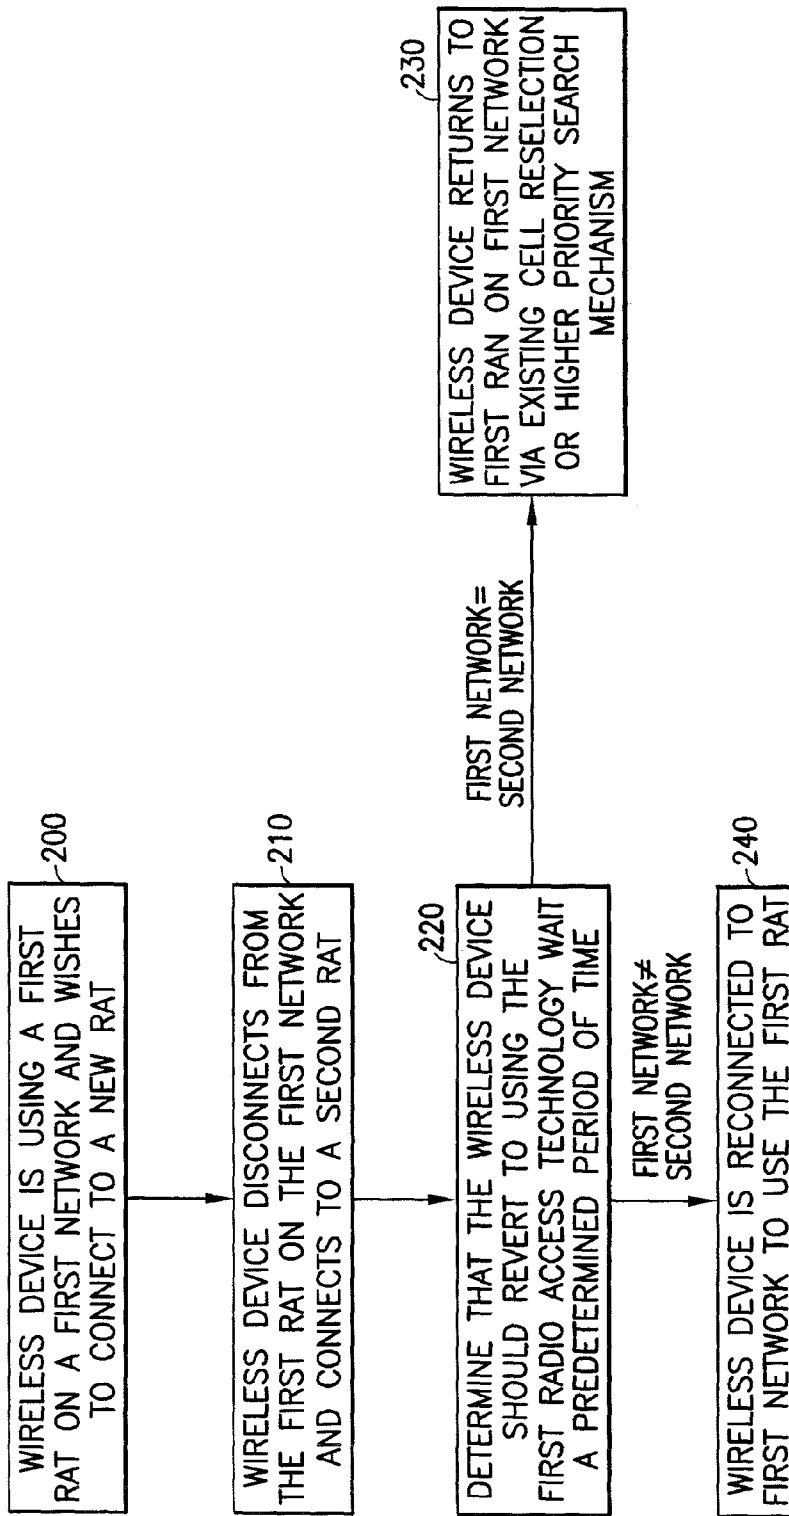 WIRELESS DEVICE IS USING A FIRST
RAT ON A FIRST NETWORK AND WISHES
TO CONNECT TO A NEW RAT
200
WIRELESS DEVICE DISCONNECTS FROM
THE FIRST RAT ON THE FIRST NETWORK
AND CONNECTS TO A SECOND RAT
210
DETERMINE THAT THE WIRELESS DEVICE
SHOULD REVERT TO USING THE
FIRST RADIO ACCESS TECHNOLOGY WAIT
A PREDETERMINED PERIOD OF TIME
220
FIRST NETWORK=
SECOND NETWORK
WIRELESS DEVICE RETURNS TO
FIRST RAN ON FIRST NETWORK
VIA EXISTING CELL RESELECTION
OR HIGHER PRIORITY SEARCH
MECHANISM
230
FIRST NETWORK≠
SECOND NETWORK
WIRELESS DEVICE IS RECONNECTED TO
FIRST NETWORK TO USE THE FIRST RAT
240